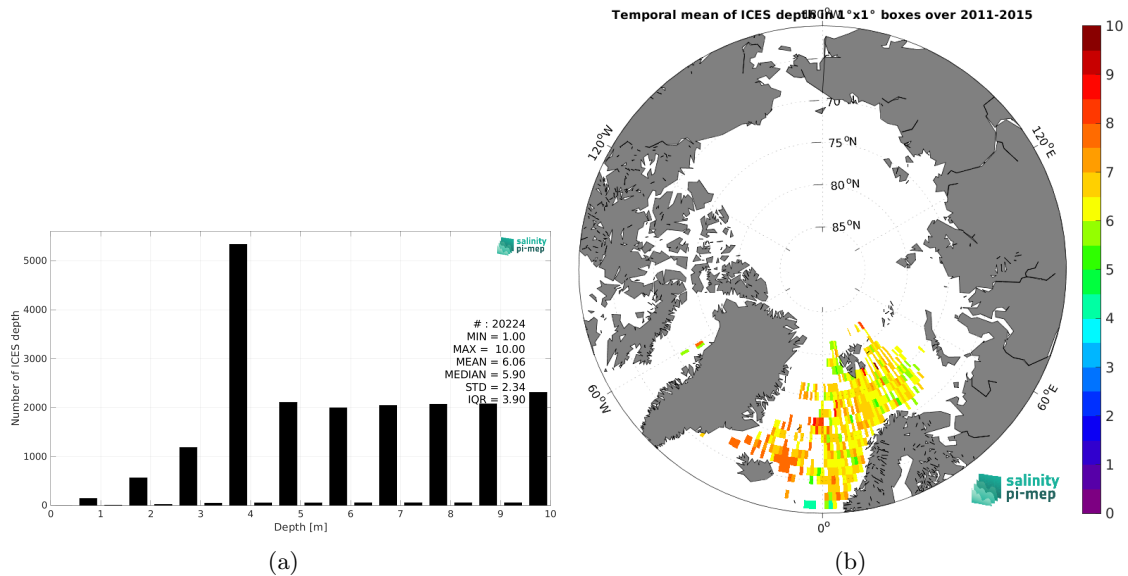 Temporal mean of ICES depth in 1°x1° boxes over 2011-2015
180°W
120°W
120°E
60°W
60°E
0°
75°N
80°N
85°N
10
9
8
7
6
5
4
3
2
1
0
salinity
pi-mep
Number of ICES depth
5000
4000
3000
2000
1000
0
salinity
pi-mep
# : 20224
MIN = 1.00
MAX = 10.00
MEAN = 6.06
MEDIAN = 5.90
STD = 2.34
IQR = 3.90
0 1 2 3 4 5 6 7 8 9 10
Depth [m]
(a)
(b)